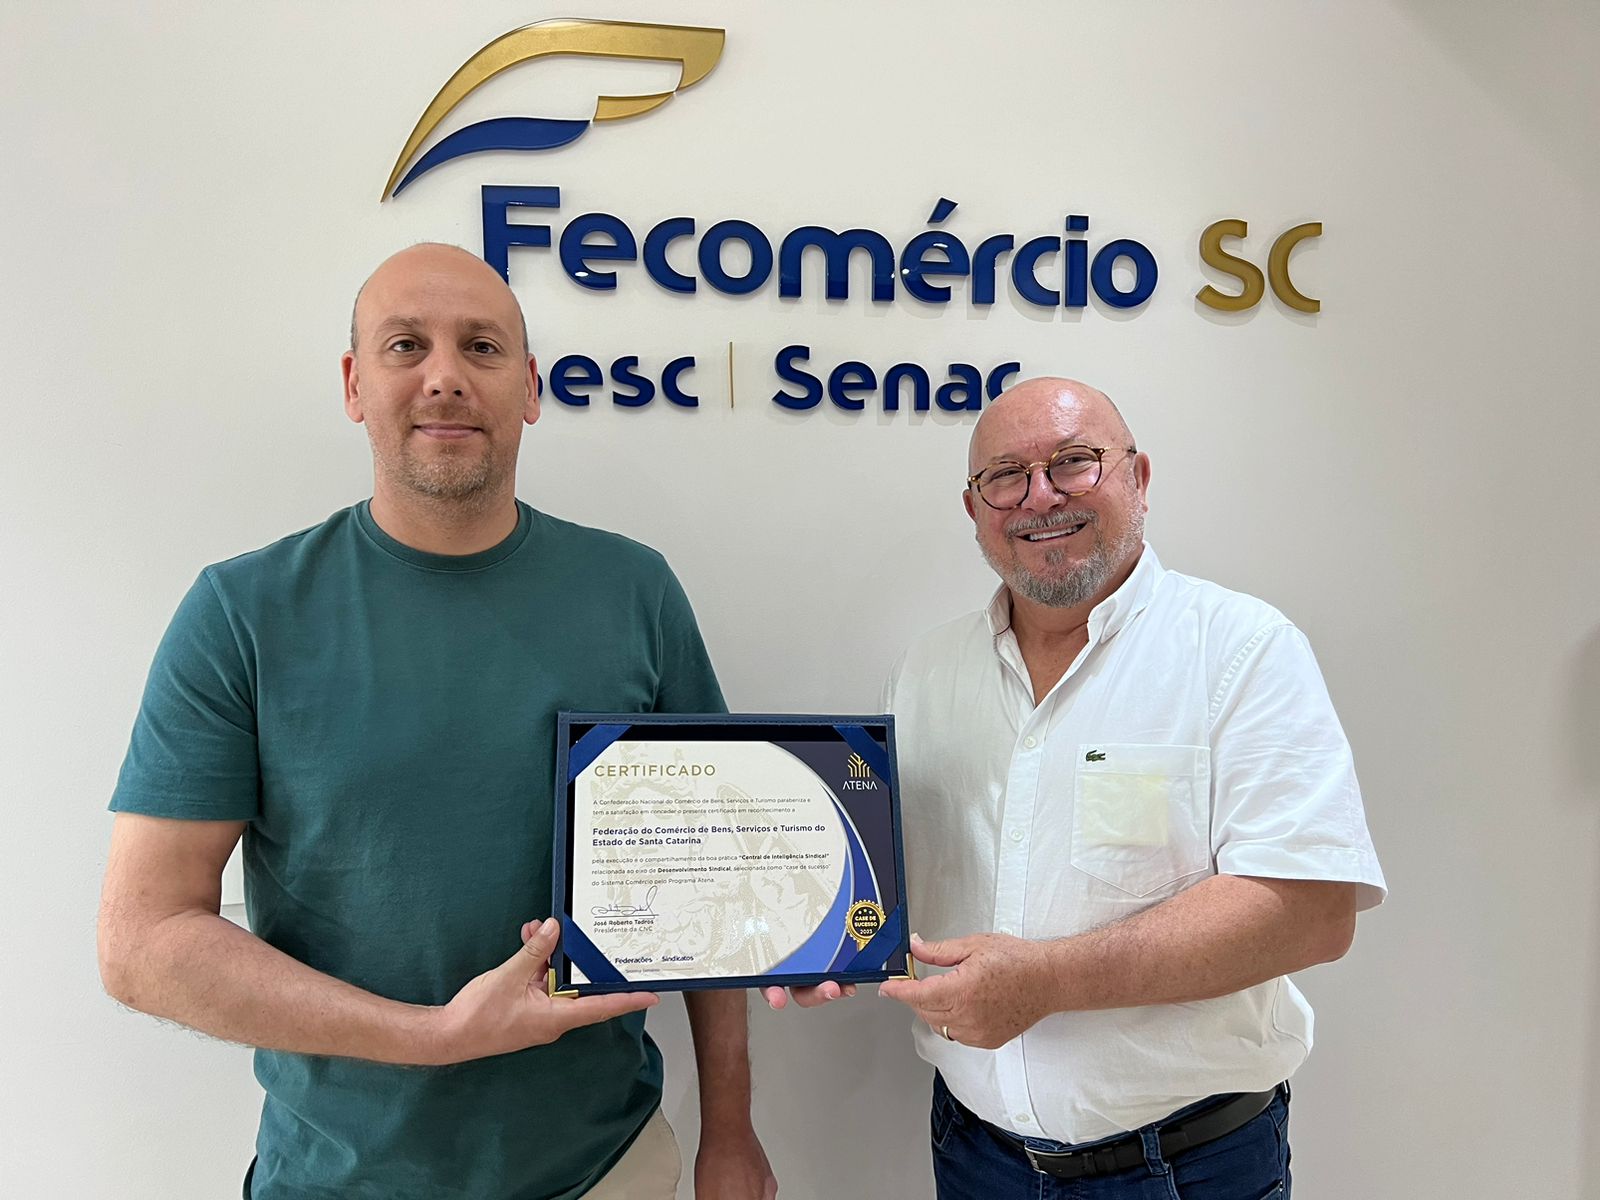 Fecomércio SC
Sesc | Senac
CERTIFICADO
ATENA
A Confederação Nacional do Comércio de Bens, Serviços e Turismo parabeniza e
tem a satisfação em conceder o presente certificado em reconhecimento a
Federação do Comércio de Bens, Serviços e Turismo do
Estado de Santa Catarina
pela execução e o compartilhamento da boa prática "Central de Inteligência Sindical"
relacionada ao eixo de Desenvolvimento Sindical, selecionada como "case de sucesso"
do Sistema Comércio pelo Programa Atena.
José Roberto Tadros
Presidente da CNC
CASE DE
SUCESSO
2023
Federações · Sindicatos